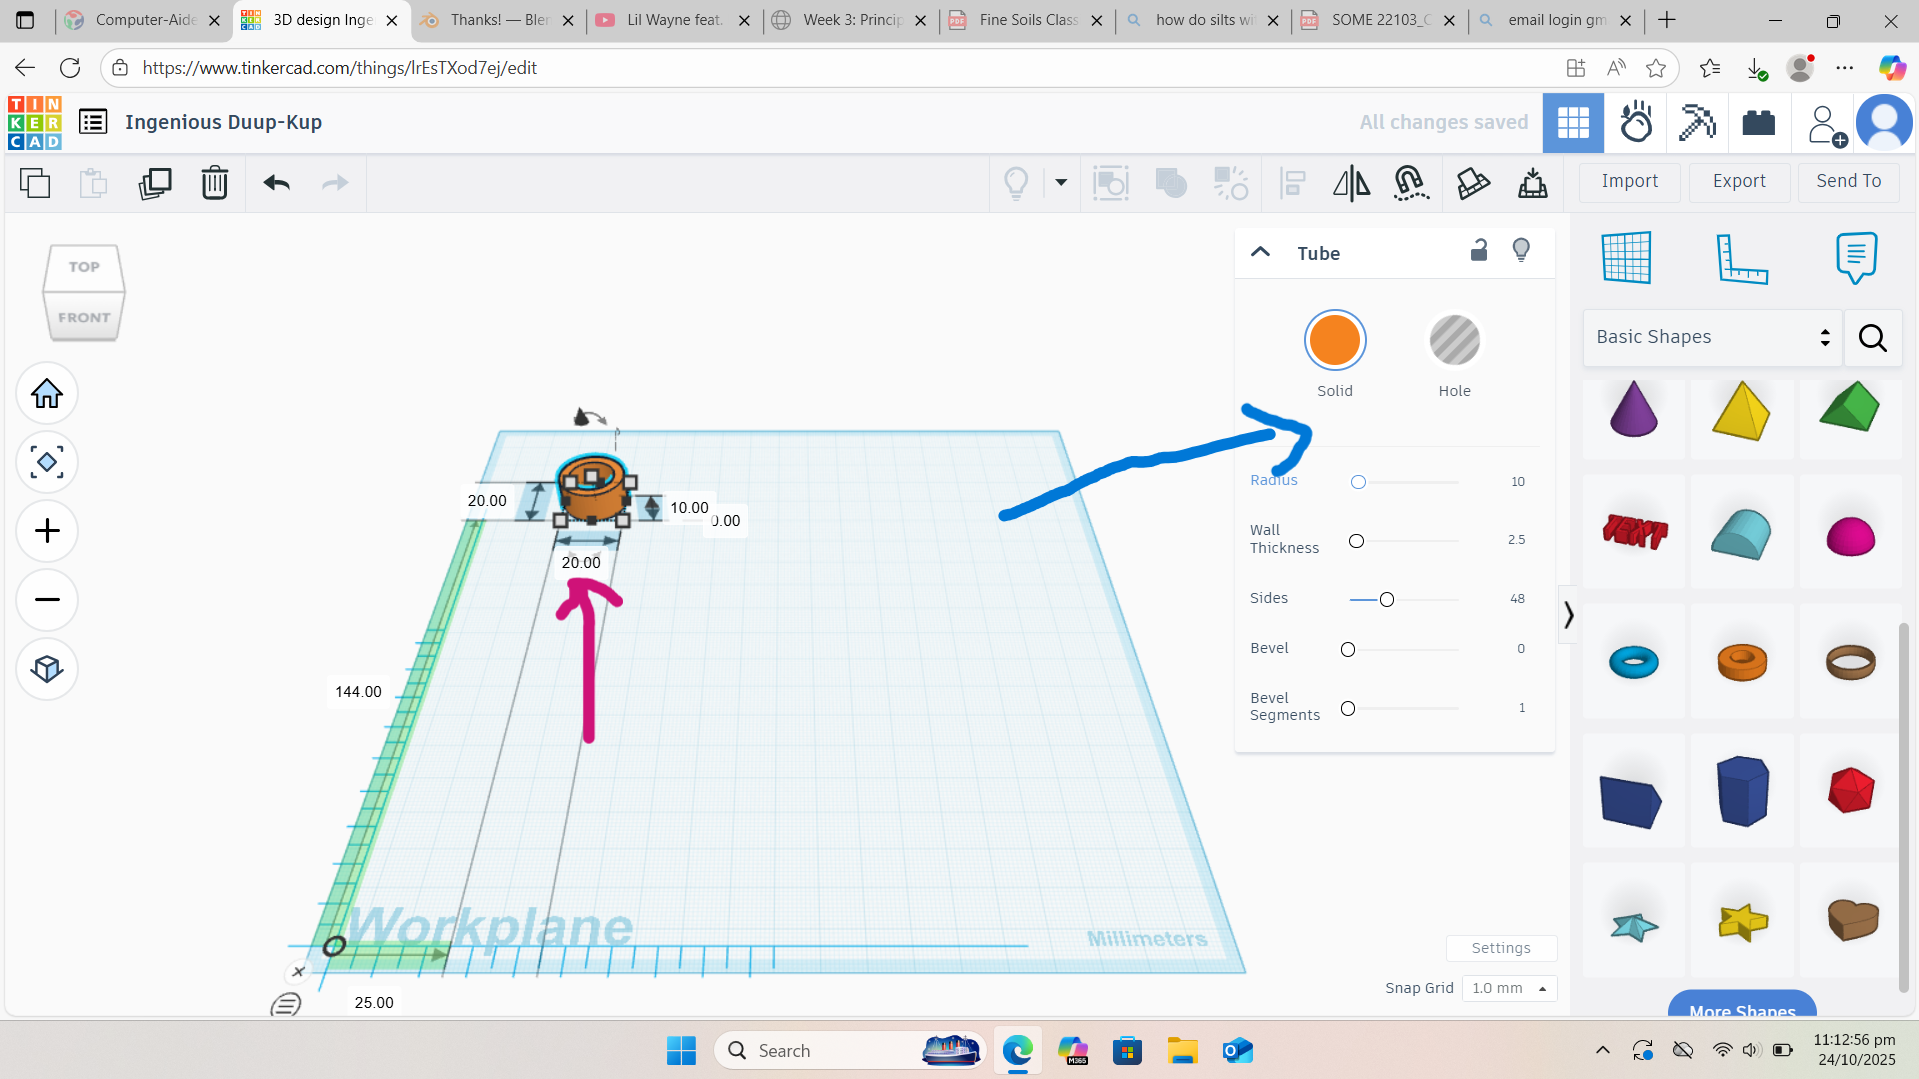 Computer-Aide
3D design Inge
Thanks! — Blen
Lil Wayne feat.
Week 3: Princip
Fine Soils Class
how do silts wi
SOME 22103_C
email login gm
https://www.tinkercad.com/things/lrEsTXod7ej/edit
TIN
KER
CAD
Ingenious Duup-Kup
All changes saved
Import
Export
Send To
TOP
FRONT
Tube
Solid
Hole
Radius
10
Wall
Thickness
2.5
Sides
48
Bevel
0
Bevel
Segments
1
Basic Shapes
TEXT
20.00
10.00
0.00
20.00
144.00
25.00
Workplane
Millimeters
Settings
Snap Grid
1.0 mm
More Shapes
Search
M365
11:12:56 pm
24/10/2025